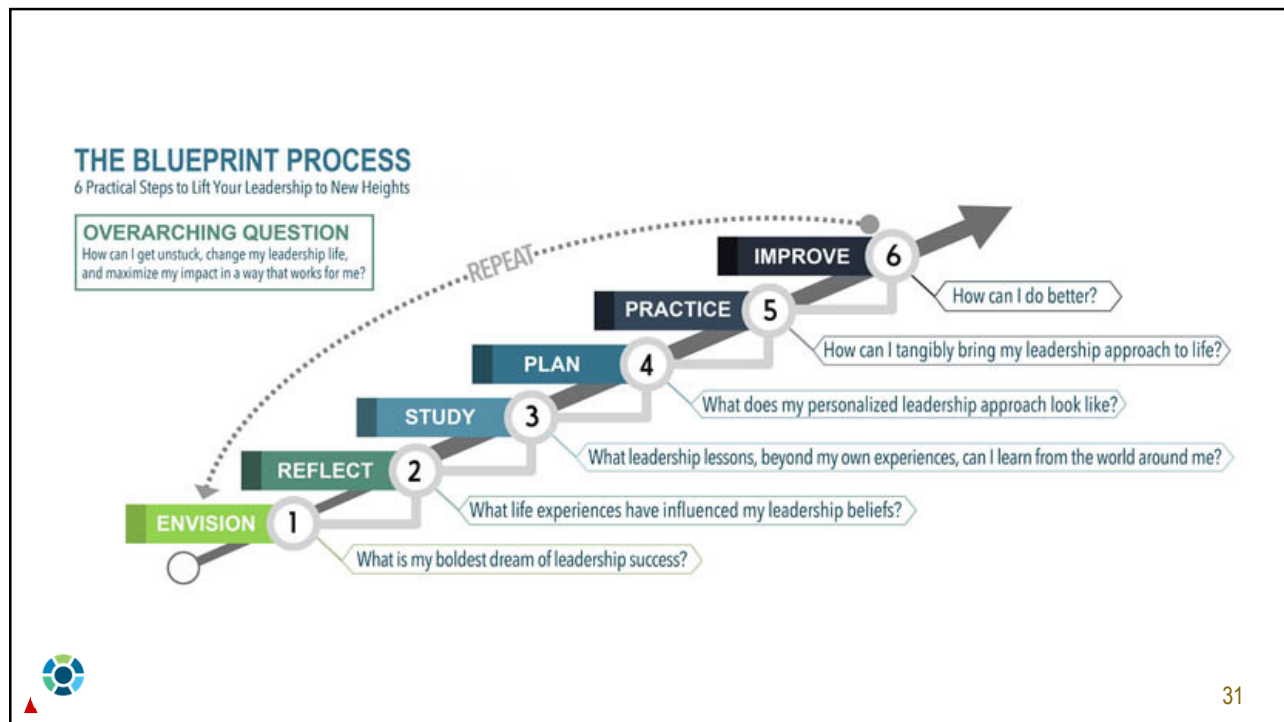 THE BLUEPRINT PROCESS
6 Practical Steps to Lift Your Leadership to New Heights
OVERARCHING QUESTION
How can I get unstuck, change my leadership life,
and maximize my impact in a way that works for me?
REPEAT
IMPROVE 6
How can I do better?
PRACTICE 5
How can I tangibly bring my leadership approach to life?
PLAN 4
What does my personalized leadership approach look like?
STUDY 3
What leadership lessons, beyond my own experiences, can I learn from the world around me?
REFLECT 2
What life experiences have influenced my leadership beliefs?
ENVISION 1
What is my boldest dream of leadership success?
31